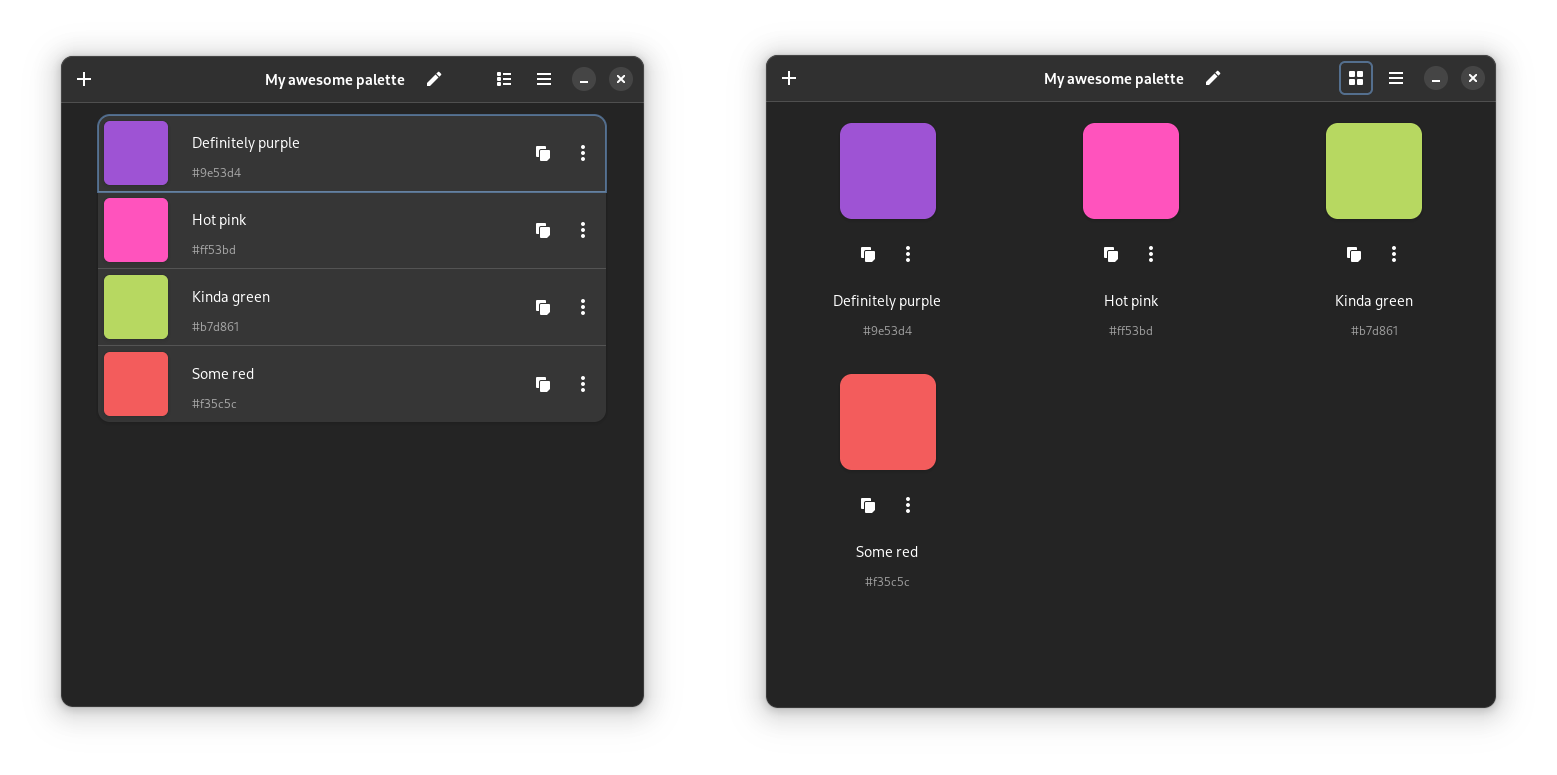 My awesome palette
Definitely purple
#9e53d4
Hot pink
#ff53bd
Kinda green
#b7d861
Some red
#f35c5c
My awesome palette
Definitely purple
#9e53d4
Hot pink
#ff53bd
Kinda green
#b7d861
Some red
#f35c5c